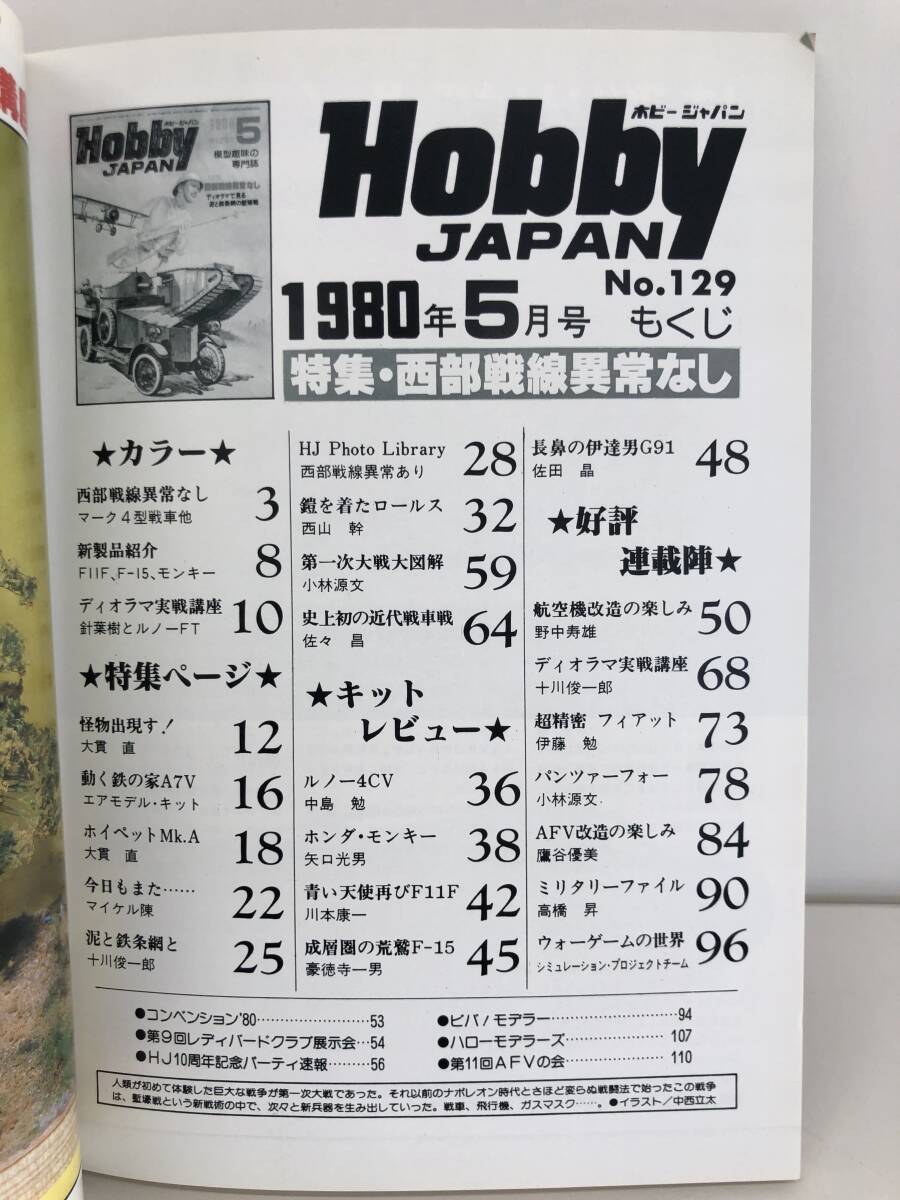 ホビージャパン
Hobby
JAPAN
5
模型趣味の
専門誌
西部戦線異常なし
ホビージャパン
Hobby
JAPAN
No.129
1980年5月号 もくじ
特集・西部戦線異常なし
★カラー★
西部戦線異常なし 3
マーク4型戦車他
新製品紹介 8
F11F、F-15、モンキー
ディオラマ実戦講座 10
針葉樹とルノーFT
★特集ページ★
怪物出現す! 12
大貫 直
動く鉄の家A7V 16
エアモデル・キット
ホイペットMk.A 18
大貫 直
今日もまた…… 22
マイケル陳
泥と鉄条網と 25
十川俊一郎
HJ Photo Library 28
西部戦線異常あり
鎧を着たロールス 32
西山 幹
第一次大戦大図解 59
小林源文
史上初の近代戦車戦 64
佐々 昌
★キット
レビュー★
ルノー4CV 36
中島 勉
ホンダ・モンキー 38
矢口光男
青い天使再びF11F 42
川本康一
成層圏の荒鷲F-15 45
豪徳寺一男
長鼻の伊達男G91 48
佐田 晶
★好評
連載陣★
航空機改造の楽しみ 50
野中寿雄
ディオラマ実戦講座 68
十川俊一郎
超精密 フィアット 73
伊藤 勉
パンツァーフォー 78
小林源文
AFV改造の楽しみ 84
鷹谷優美
ミリタリーファイル 90
高橋 昇
ウォーゲームの世界 96
シミュレーション・プロジェクトチーム
●コンベンション'80……………………53
●第9回レディバードクラブ展示会…54
●HJ10周年記念パーティ速報………56
●ビバ!モデラー………………………94
●ハローモデラーズ…………………107
●第11回AFVの会……………………110
人類が初めて体験した巨大な戦争が第一次大戦であった。それ以前のナポレオン時代とさほど変らぬ戦闘法で始ったこの戦争
は、塹壕戦という新戦術の中で、次々と新兵器を生み出していった。戦車、飛行機、ガスマスク……。●イラスト/中西立太